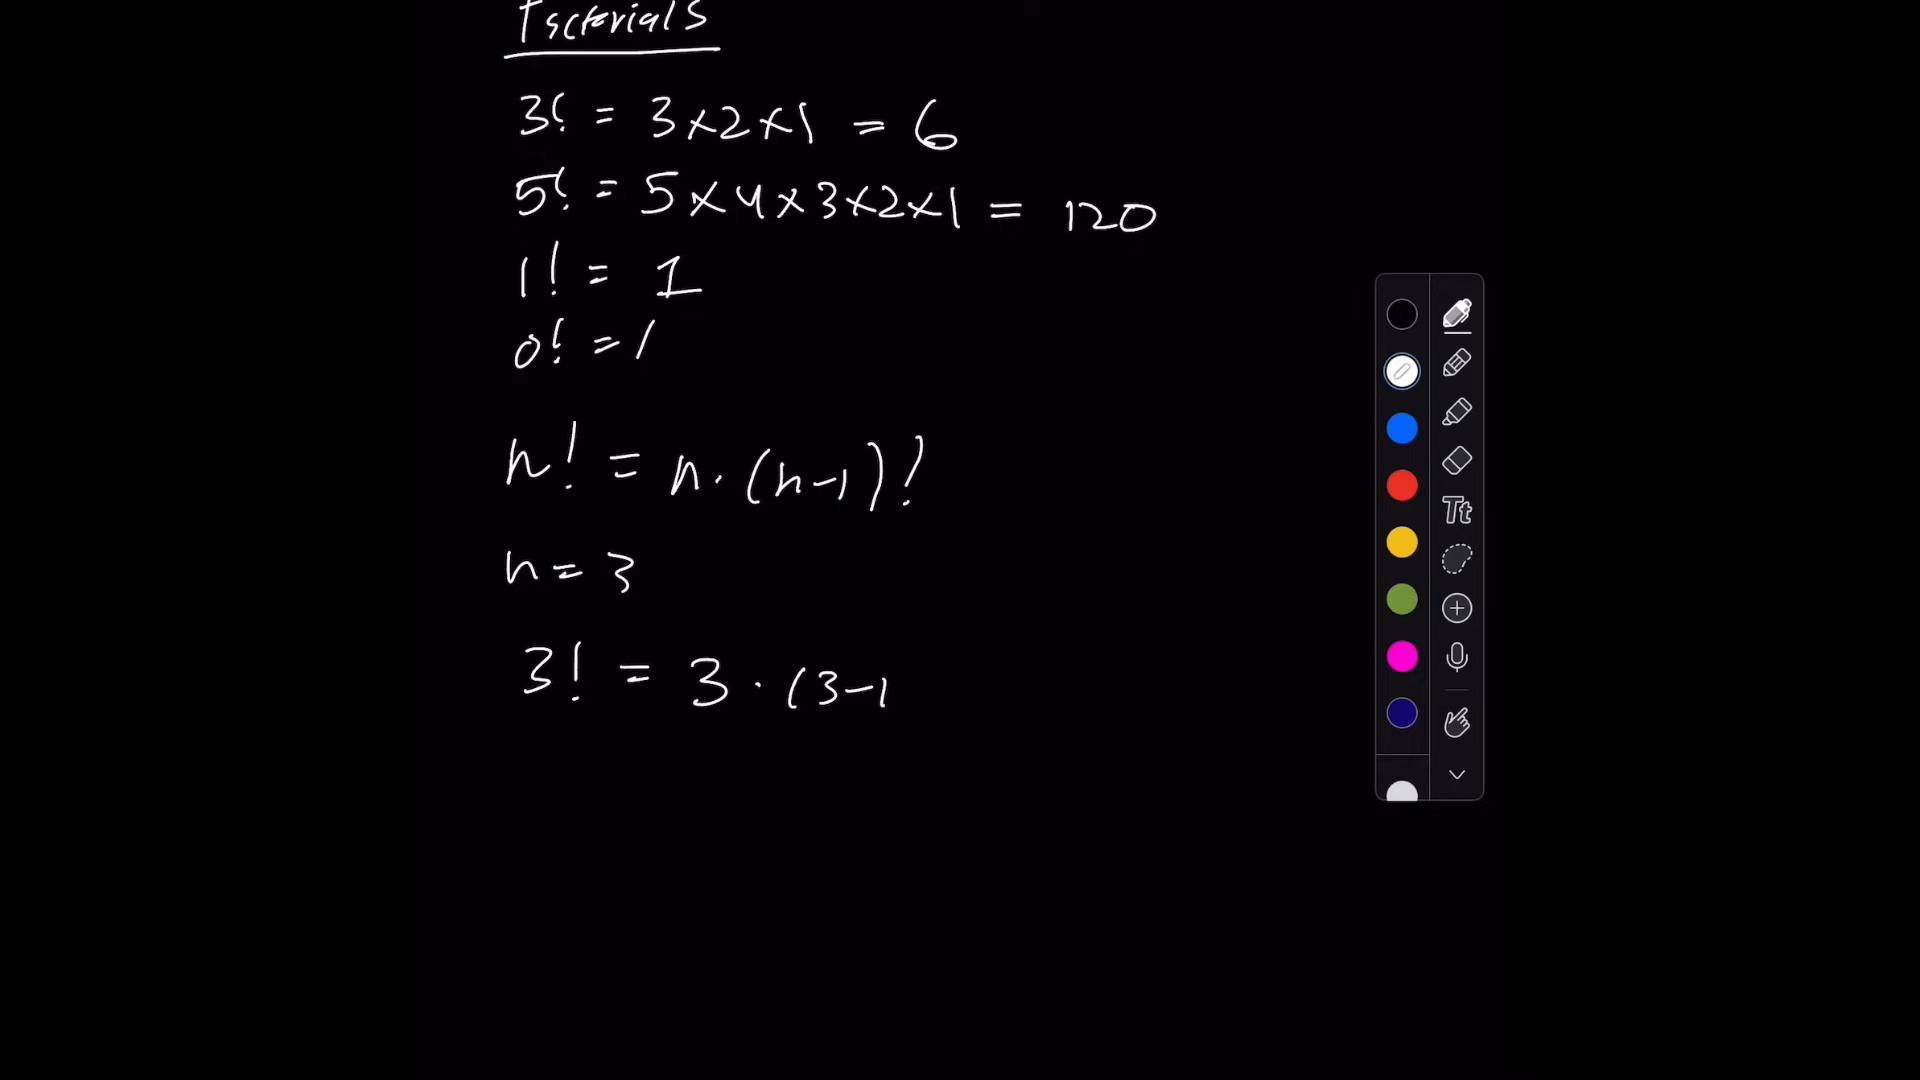 Factorials
3! = 3×2×1 = 6
5! = 5×4×3×2×1 = 120
1! = 1
0! = 1
n! = n·(n-1)!
n = 3
3! = 3·(3-1
Tt